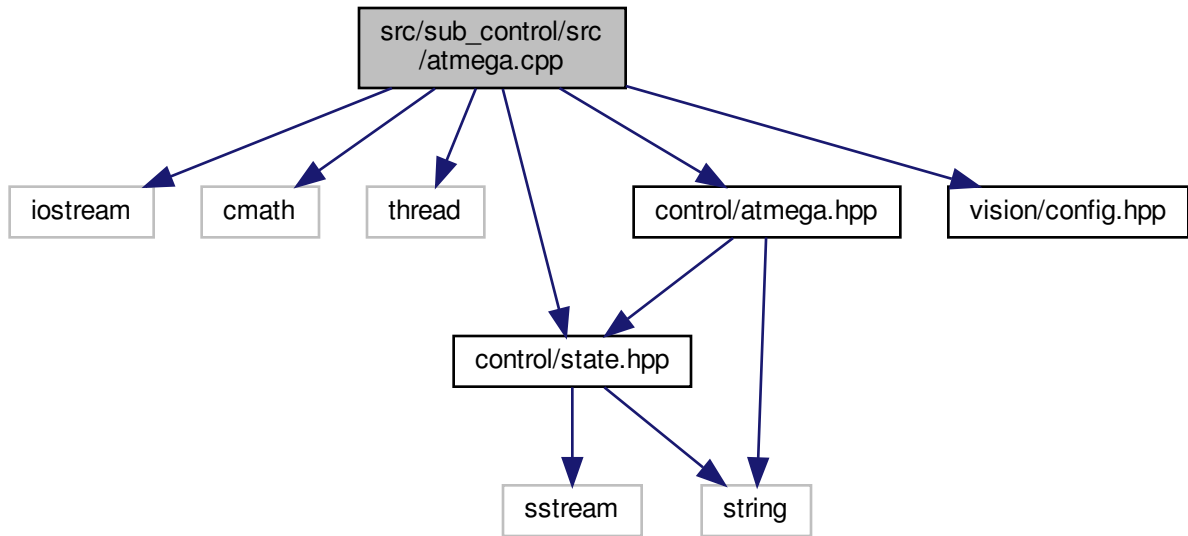 src/sub_control/src
/atmega.cpp
iostream
cmath
thread
control/atmega.hpp
vision/config.hpp
control/state.hpp
sstream
string